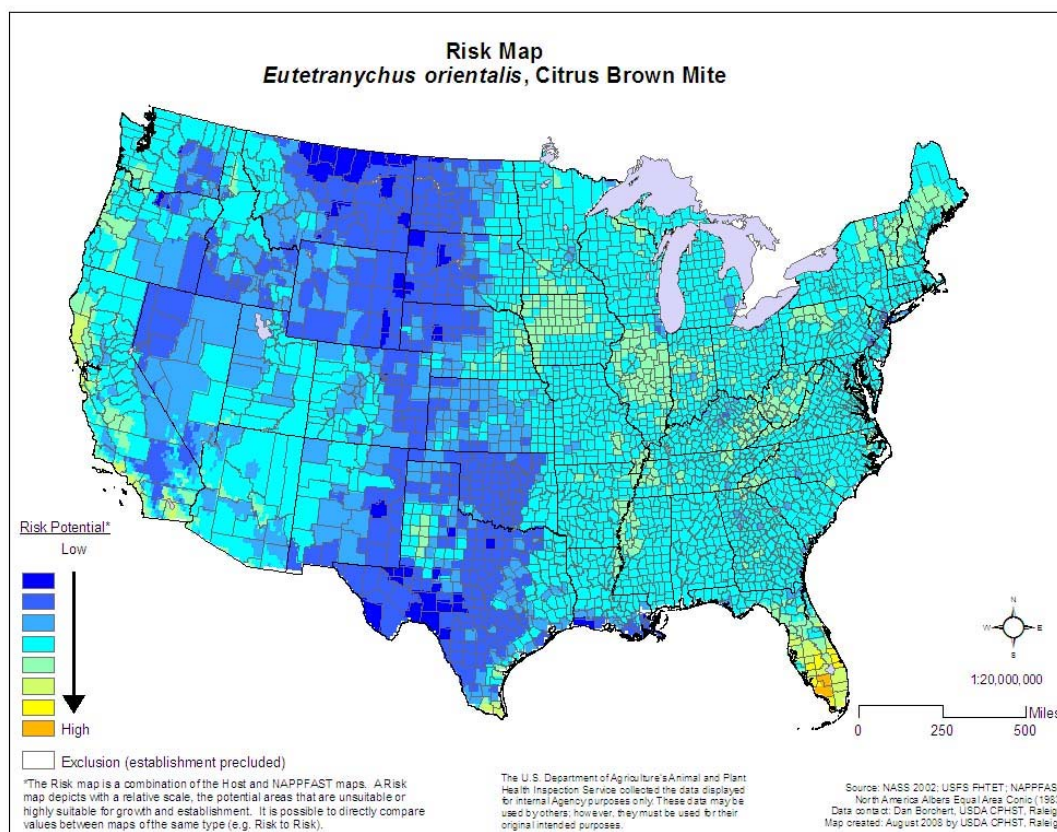 Risk Map
Eutetranychus orientalis, Citrus Brown Mite
Risk Potential*
Low
High
Exclusion (establishment precluded)
*The Risk map is a combination of the Host and NAPPFAST maps. A Risk
map depicts with a relative scale, the potential areas that are unsuitable or
highly suitable for growth and establishment. It is possible to directly compare
values between maps of the same type (e.g. Risk to Risk).
The U.S. Department of Agriculture's Animal and Plant
Health Inspection Service collected the data displayed
for internal Agency purposes only. These data may be
used by others; however, they must be used for their
original intended purposes.
N
W E
S
1:20,000,000
Miles
0 250 500
Source: NASS 2002; USFS FHTET; NAPPFAS
North America Albers Equal Area Conic (198
Data contact: Dan Borchert, USDA CPHST, Raleig
Map created: August 2008 by USDA CPHST, Raleig